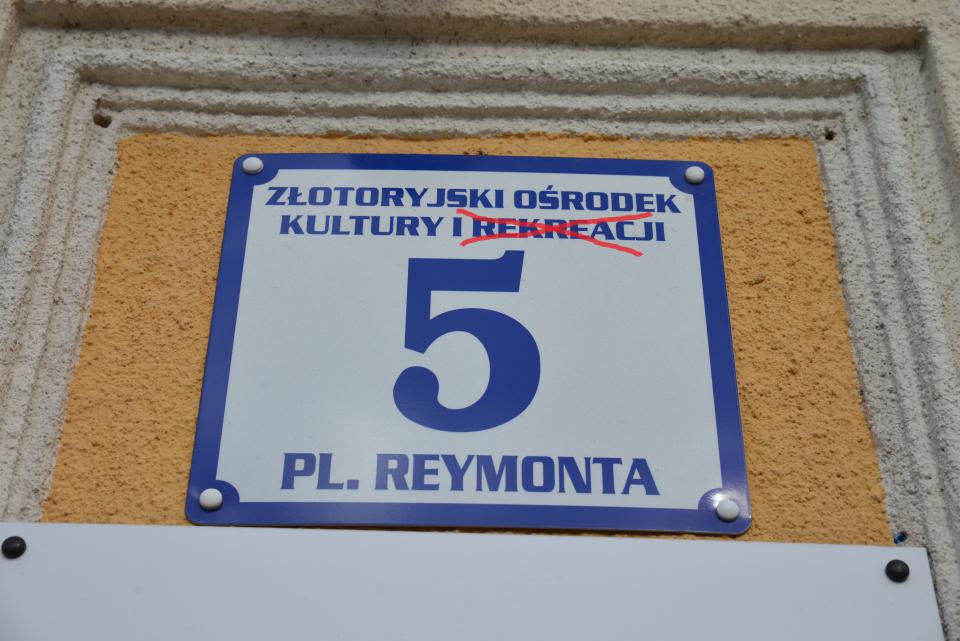 ZŁOTORYJSKI OŚRODEK
KULTURY I REKREACJI
5
PL. REYMONTA